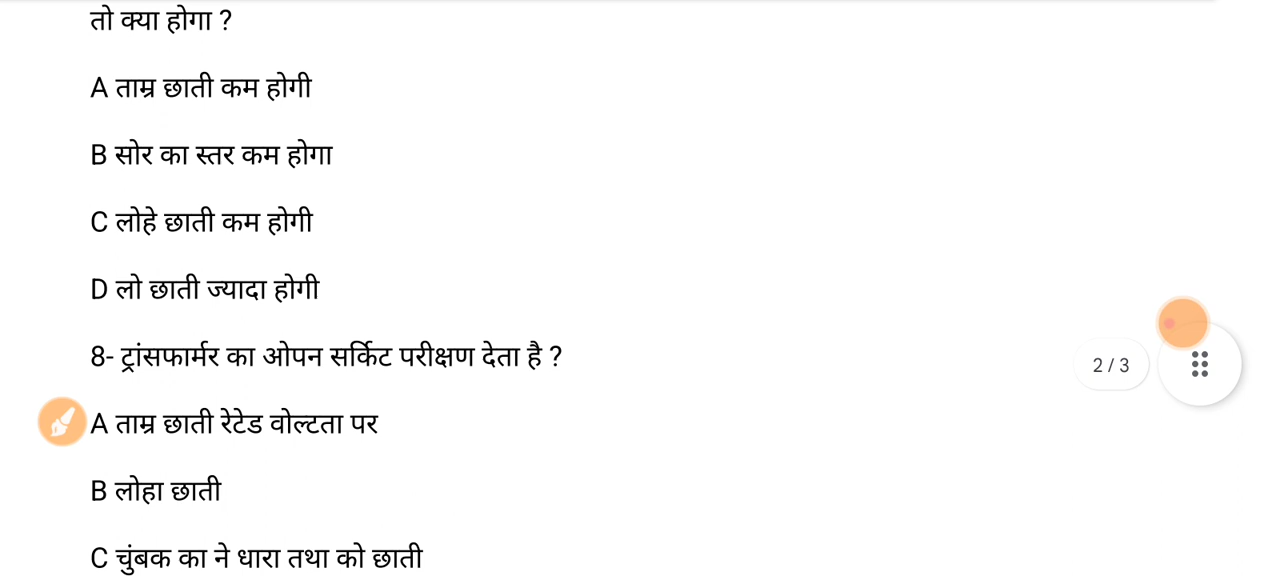 तो क्या होगा ?
A ताम्र छाती कम होगी
B सोर का स्तर कम होगा
C लोहे छाती कम होगी
D लो छाती ज्यादा होगी
8- ट्रांसफार्मर का ओपन सर्किट परीक्षण देता है ?
2 / 3
A ताम्र छाती रेटेड वोल्टता पर
B लोहा छाती
C चुंबक का ने धारा तथा को छाती